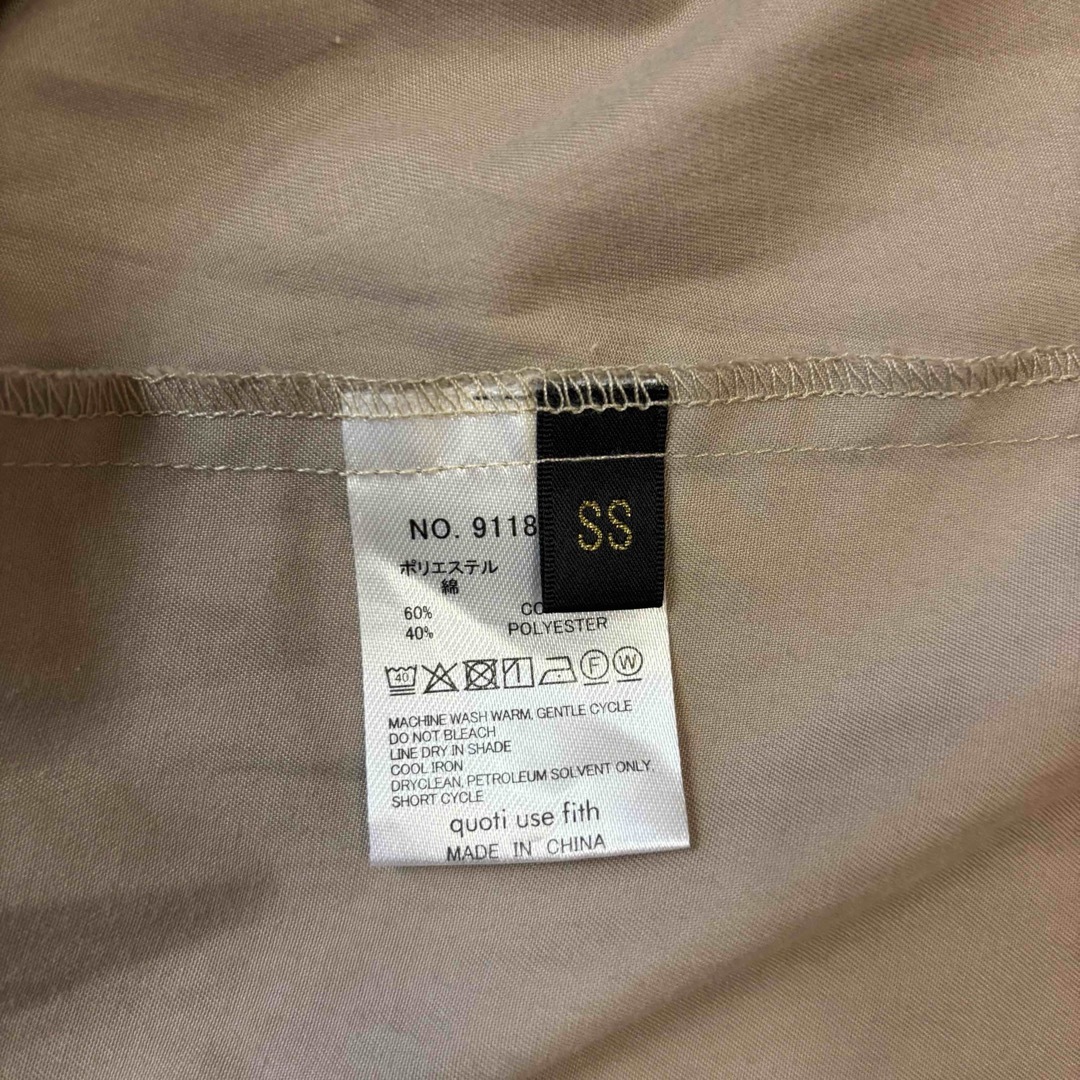 NO. 9118
SS
ポリエステル
綿
60%
40% POLYESTER
40
F W
MACHINE WASH WARM, GENTLE CYCLE
DO NOT BLEACH
LINE DRY IN SHADE
COOL IRON
DRYCLEAN, PETROLEUM SOLVENT ONLY,
SHORT CYCLE
quoti use fith
MADE IN CHINA